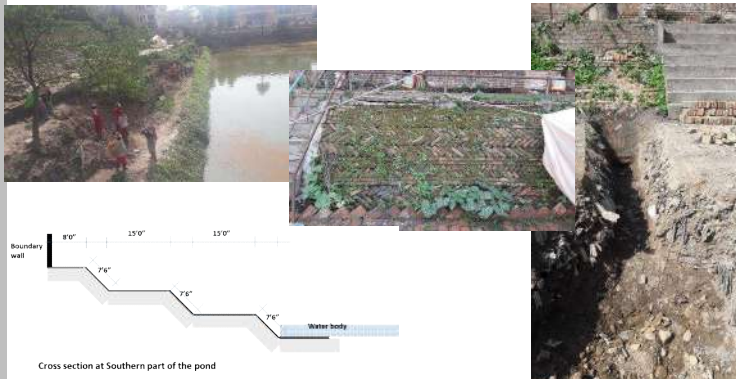 8'0"
15'0"
15'0"
Boundary
wall
7'6"
7'6"
7'6"
Water body
Cross section at Southern part of the pond